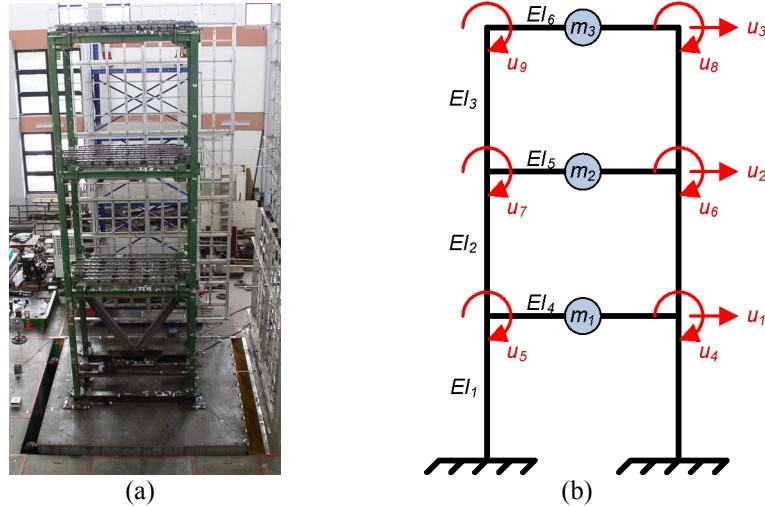 EI₆
m₃
u₃
u₉
u₈
EI₃
EI₅
m₂
u₂
u₇
u₆
EI₂
EI₄
m₁
u₁
u₅
u₄
EI₁
(a)
(b)